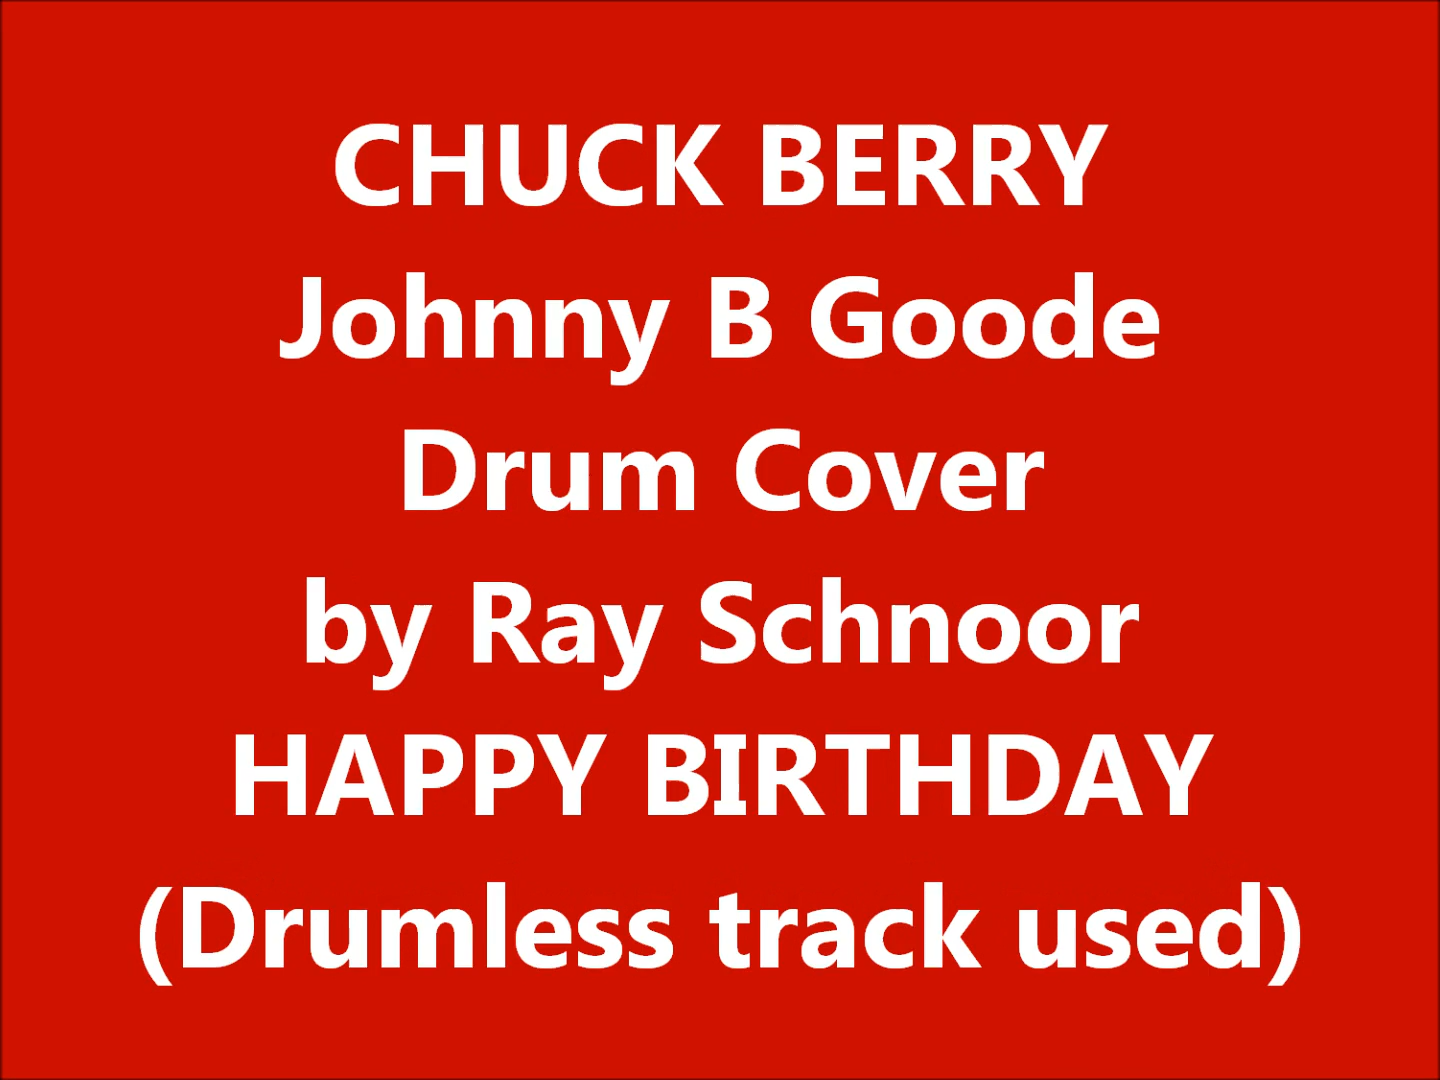 CHUCK BERRY
Johnny B Goode
Drum Cover
by Ray Schnoor
HAPPY BIRTHDAY
(Drumless track used)